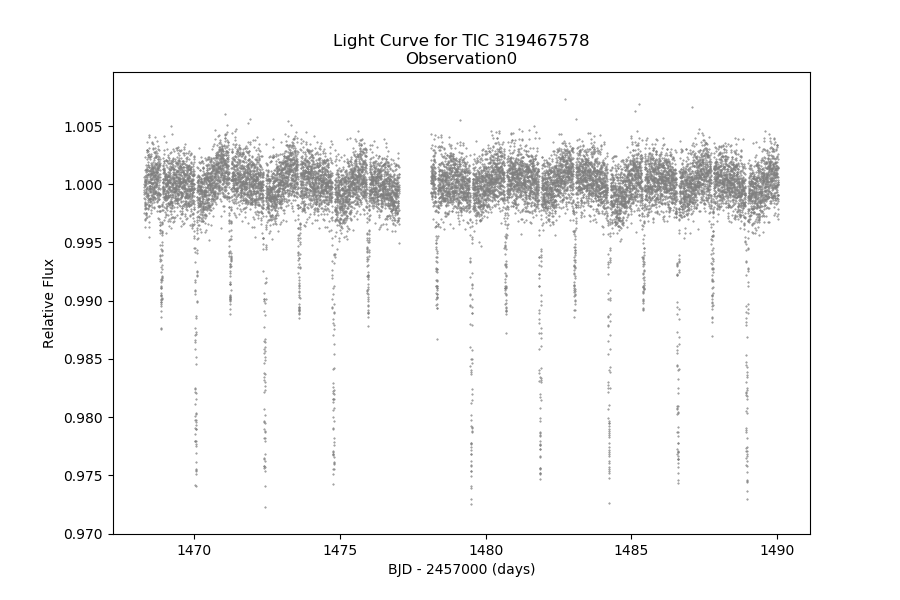 Light Curve for TIC 319467578
Observation0
1.005
1.000
0.995
0.990
0.985
0.980
0.975
0.970
Relative Flux
1470 1475 1480 1485 1490
BJD - 2457000 (days)